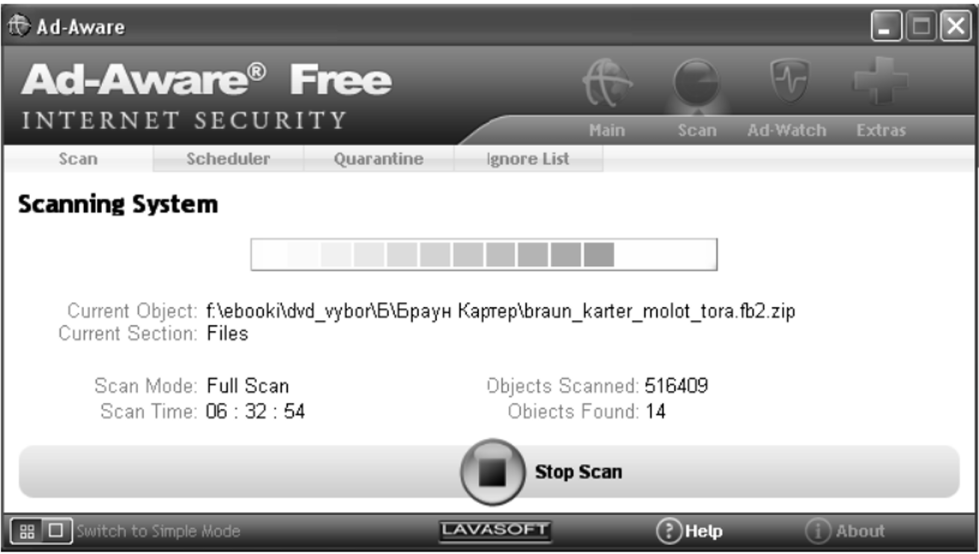 Ad-Aware
Ad-Aware® Free
INTERNET SECURITY
Main Scan Ad-Watch Extras
Scan Scheduler Quarantine Ignore List
Scanning System
Current Object: f:\ebooki\dvd_vybor\Б\Браун Картер\braun_karter_molot_tora.fb2.zip
Current Section: Files
Scan Mode: Full Scan Objects Scanned: 516409
Scan Time: 06 : 32 : 54 Objects Found: 14
Stop Scan
Switch to Simple Mode LAVASOFT ? Help i About